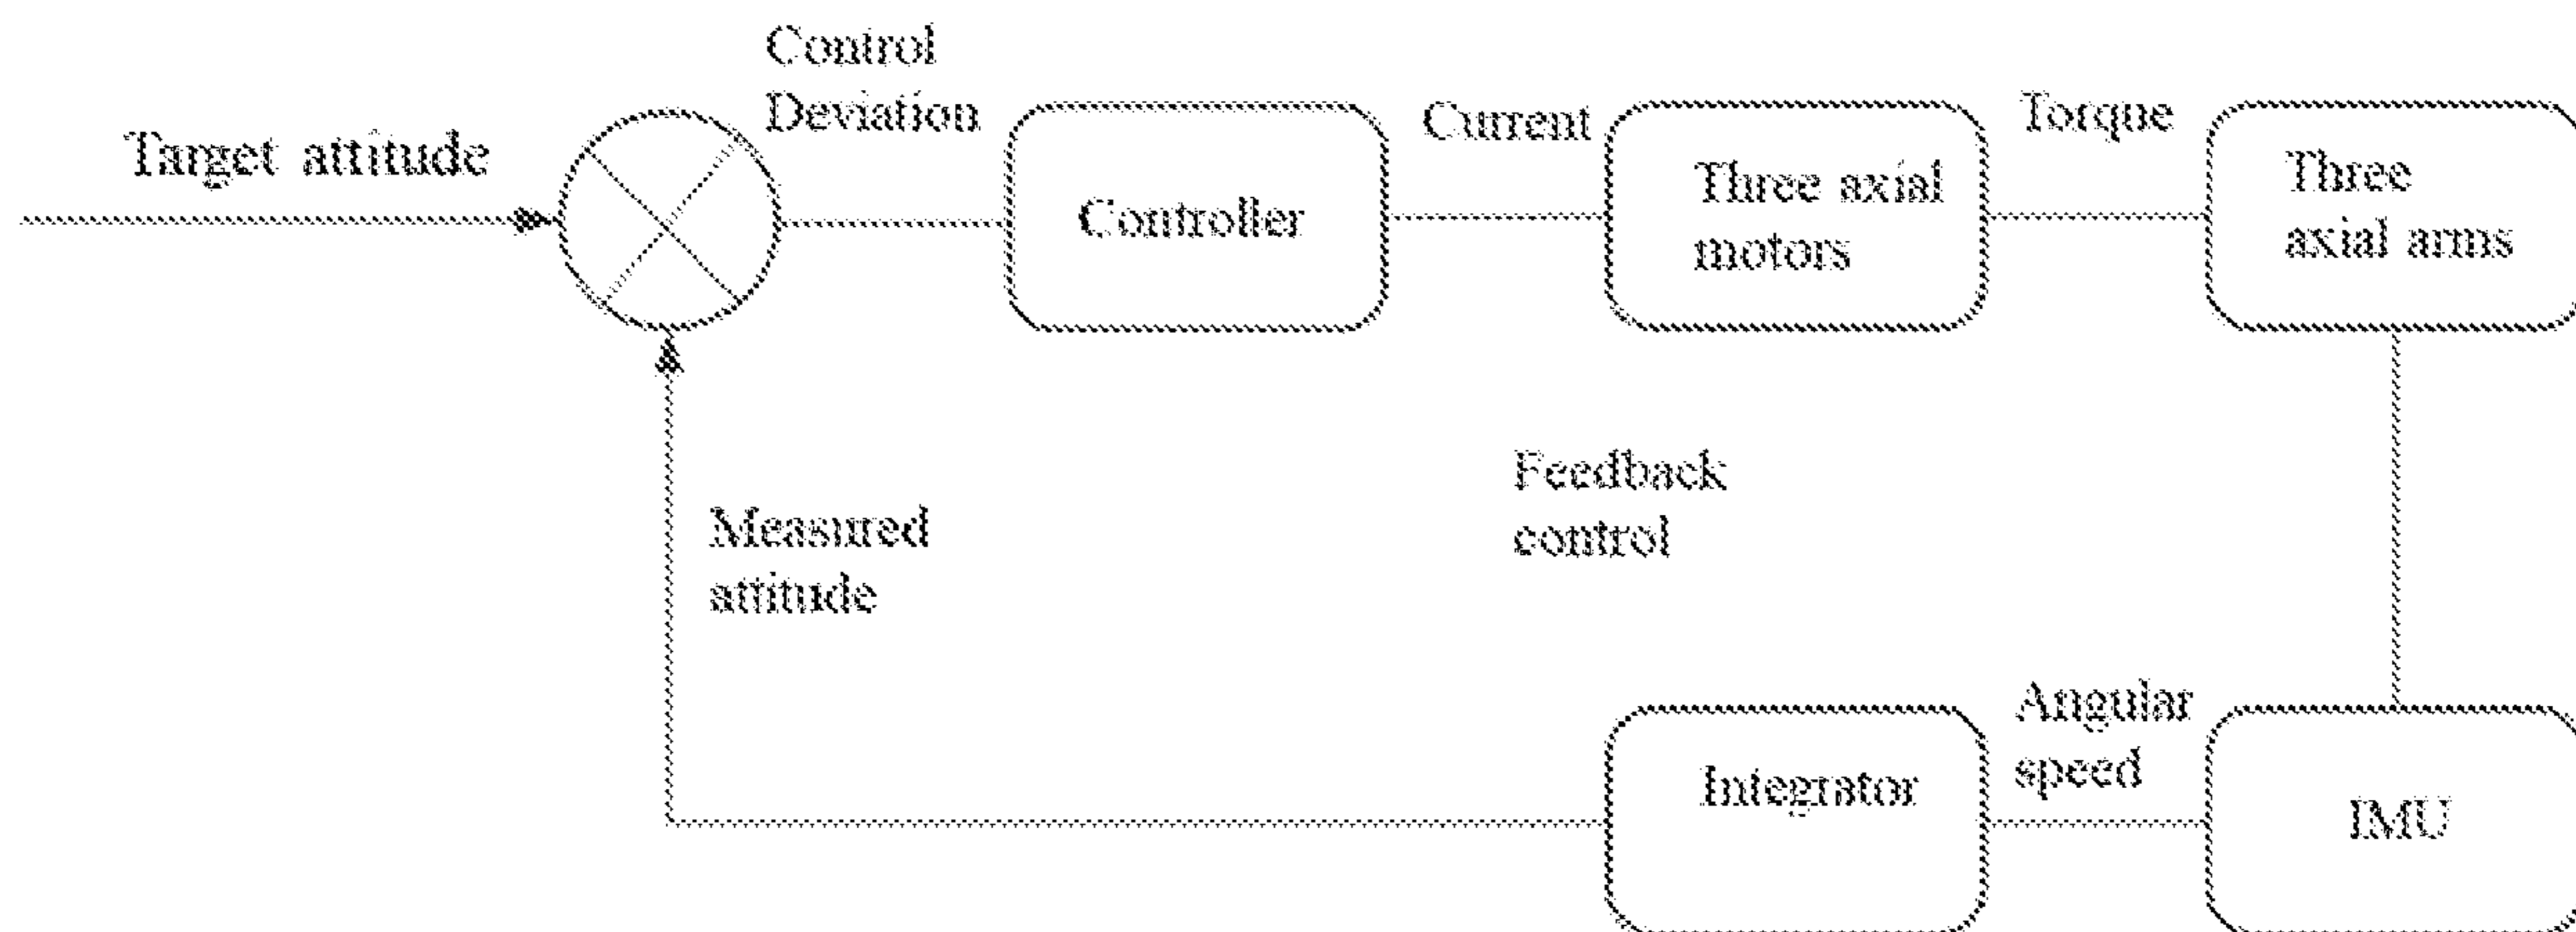 Control
Deviation
Target attitude
Controller
Current
Three axial
motors
Torque
Three
axial arms
Feedback
control
Measured
attitude
Integrator
Angular
speed
IMU